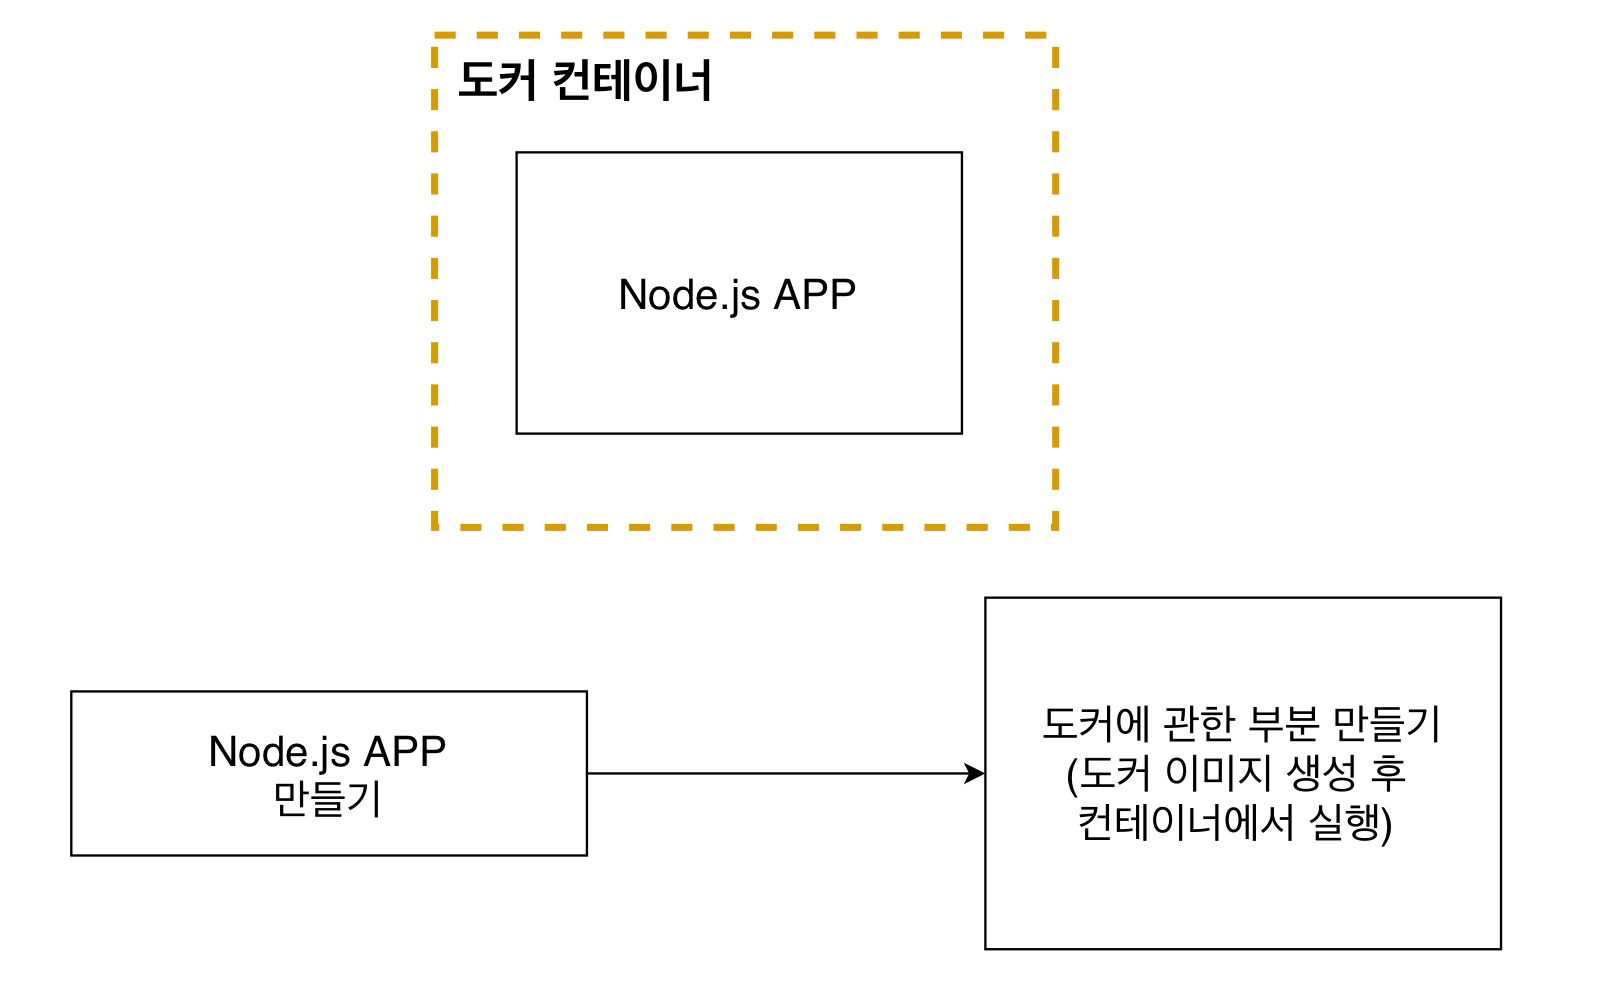 도커 컨테이너
Node.js APP
Node.js APP
만들기
도커에 관한 부분 만들기
(도커 이미지 생성 후
컨테이너에서 실행)